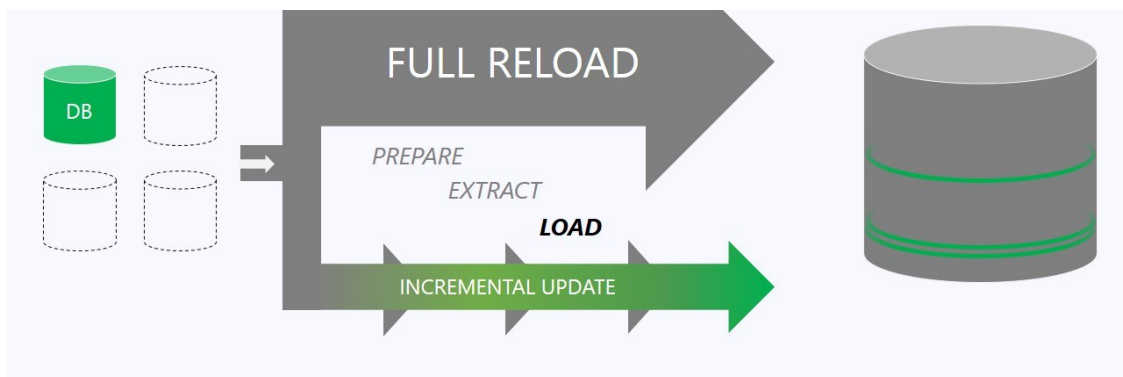 FULL RELOAD
DB
PREPARE
EXTRACT
LOAD
INCREMENTAL UPDATE